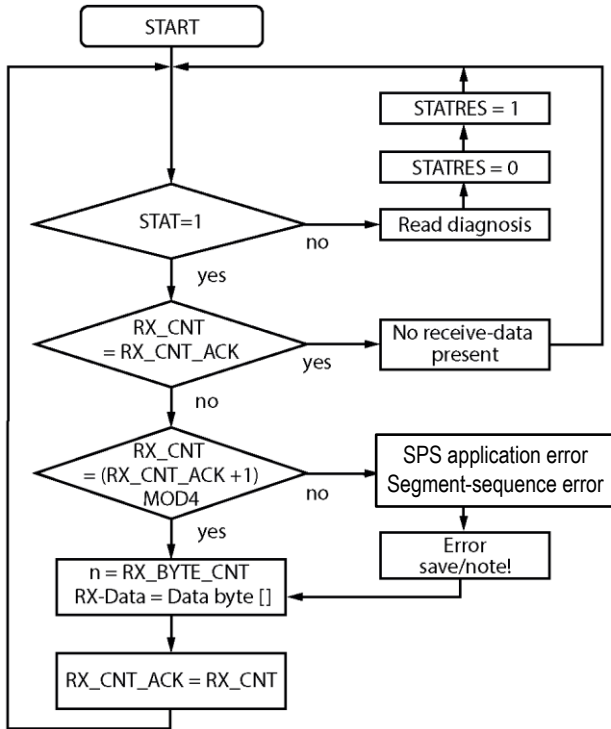 START
STATRES = 1
STATRES = 0
STAT=1
no
Read diagnosis
yes
RX_CNT
= RX_CNT_ACK
yes
No receive-data
present
no
RX_CNT
= (RX_CNT_ACK +1)
MOD4
no
SPS application error
Segment-sequence error
yes
Error
save/note!
n = RX_BYTE_CNT
RX-Data = Data byte []
RX_CNT_ACK = RX_CNT